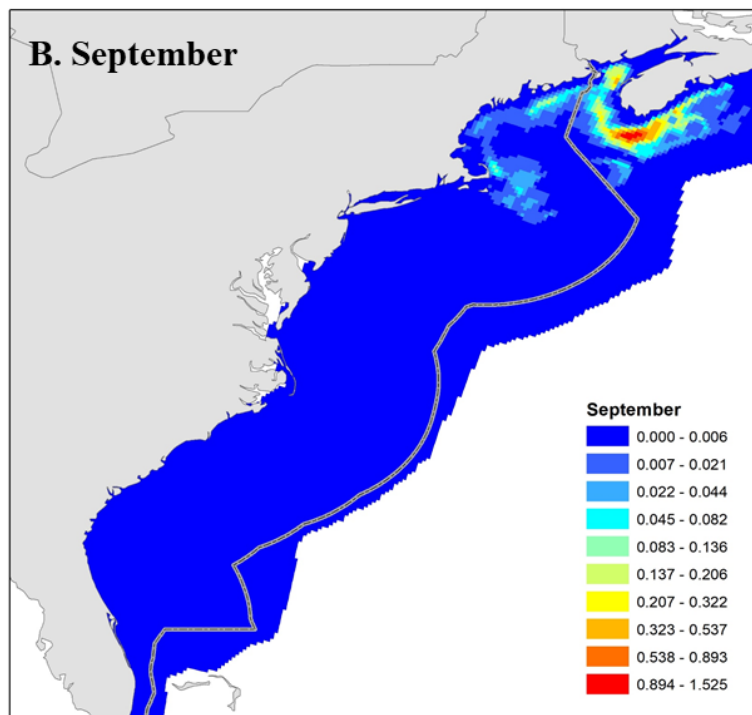 B. September
September
0.000 - 0.006
0.007 - 0.021
0.022 - 0.044
0.045 - 0.082
0.083 - 0.136
0.137 - 0.206
0.207 - 0.322
0.323 - 0.537
0.538 - 0.893
0.894 - 1.525